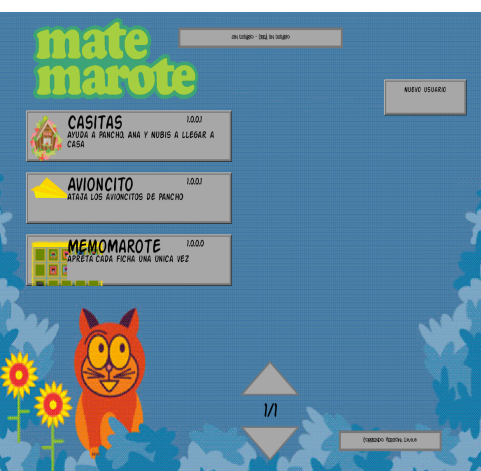 mate
marote
NUEVO USUARIO
CASITAS 1.0.0.1
AYUDA A PANCHO, ANA Y NUBIS A LLEGAR A
CASA
AVIONCITO 1.0.0.1
ATAJA LOS AVIONCITOS DE PANCHO
MEMOMAROTE 1.0.0.0
APRETA CADA FICHA UNA UNICA VEZ
1/1